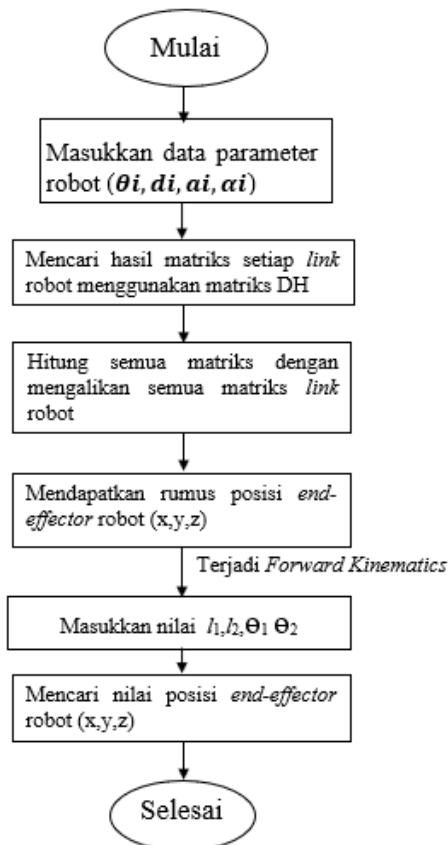 Mulai
Masukkan data parameter
robot (θi, di, ai, αi)
Mencari hasil matriks setiap link
robot menggunakan matriks DH
Hitung semua matriks dengan
mengalikan semua matriks link
robot
Mendapatkan rumus posisi end-
effector robot (x,y,z)
Terjadi Forward Kinematics
Masukkan nilai l₁,l₂,ϴ₁ ϴ₂
Mencari nilai posisi end-effector
robot (x,y,z)
Selesai